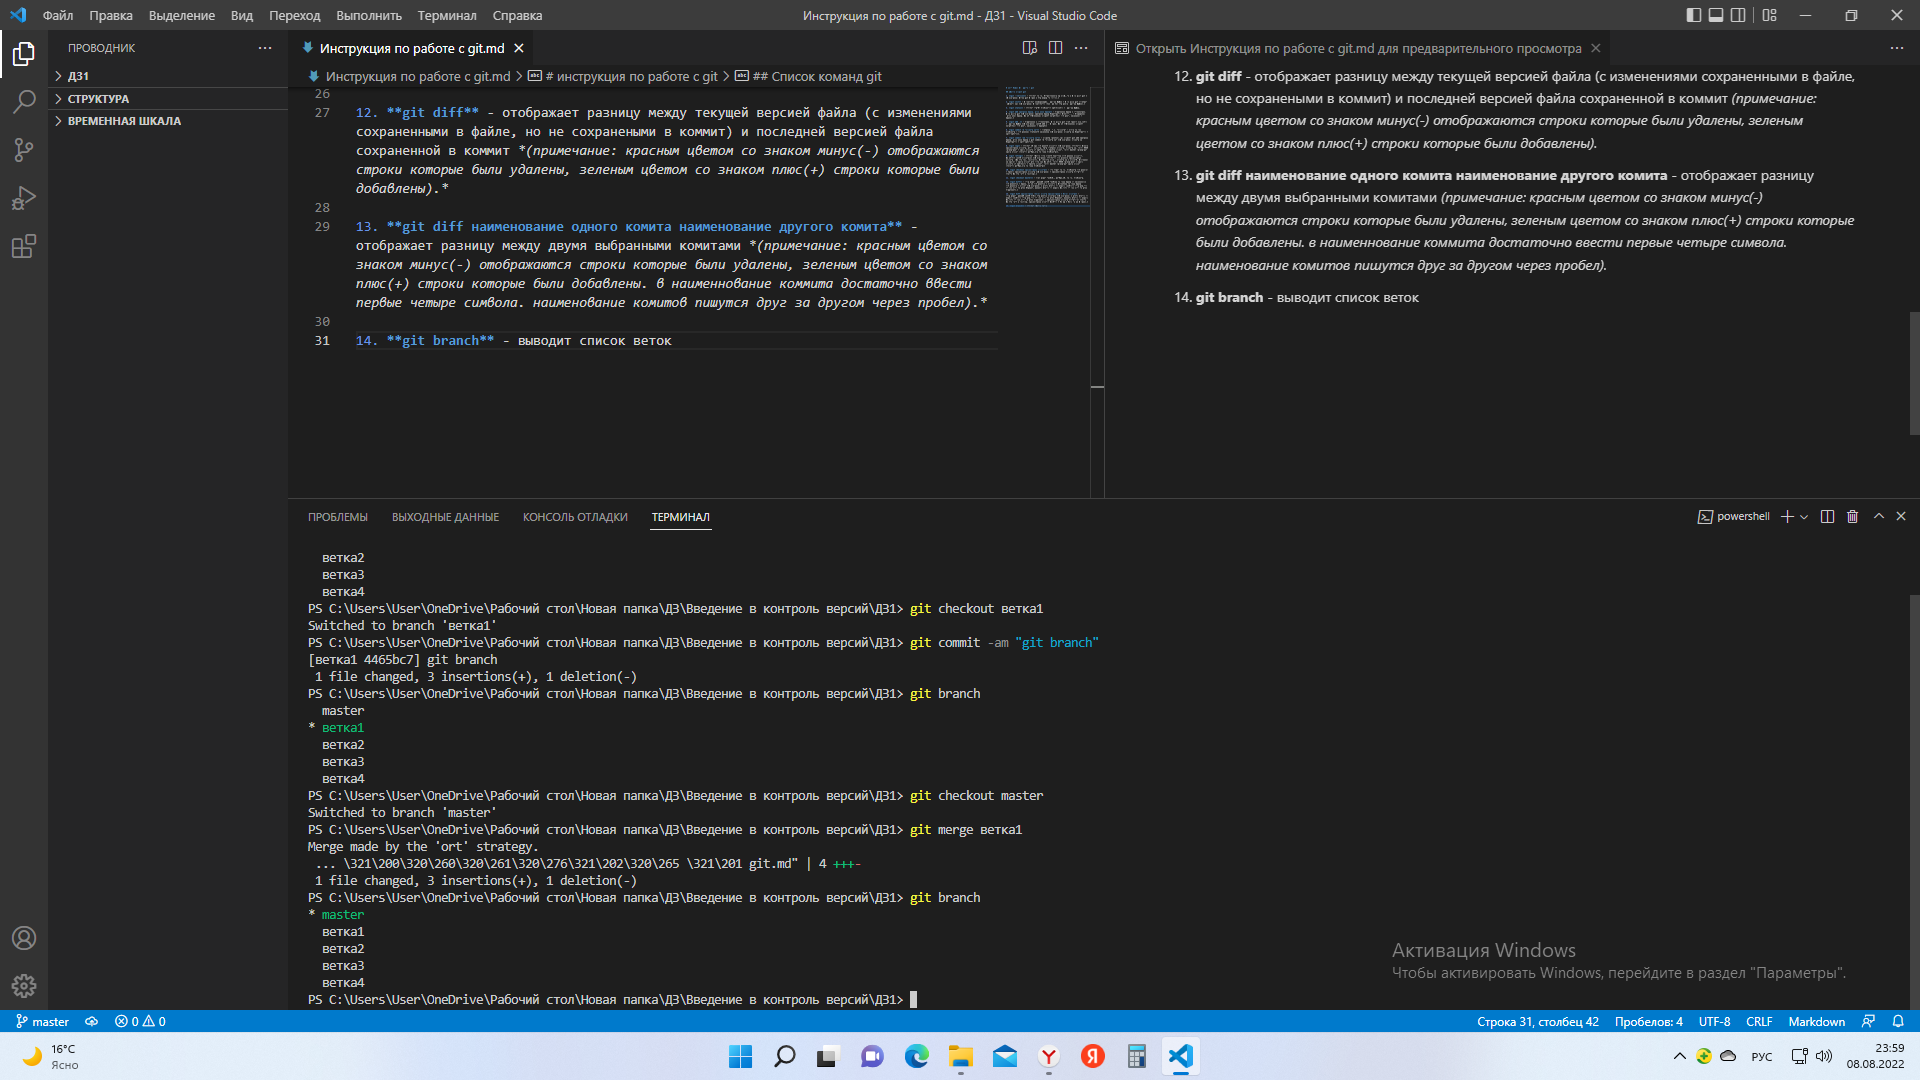 Файл Правка Выделение Вид Переход Выполнить Терминал Справка
Инструкция по работе с git.md - ДЗ1 - Visual Studio Code
ПРОВОДНИК
ДЗ1
СТРУКТУРА
ВРЕМЕННАЯ ШКАЛА
Инструкция по работе с git.md
Инструкция по работе с git.md > # инструкция по работе с git > ## Список команд git
26
27 12. **git diff** - отображает разницу между текущей версией файла (с изменениями
сохраненными в файле, но не сохранеными в коммит) и последней версией файла
сохраненной в коммит *(примечание: красным цветом со знаком минус(-) отображаются
строки которые были удалены, зеленым цветом со знаком плюс(+) строки которые были
добавлены).*
28
29 13. **git diff наименование одного комита наименование другого комита** -
отображает разницу между двумя выбранными комитами *(примечание: красным цветом со
знаком минус(-) отображаются строки которые были удалены, зеленым цветом со знаком
плюс(+) строки которые были добавлены. в наименнование коммита достаточно ввести
первые четыре символа. наименование комитов пишутся друг за другом через пробел).*
30
31 14. **git branch** - выводит список веток
Открыть Инструкция по работе с git.md для предварительного просмотра
12. git diff - отображает разницу между текущей версией файла (с изменениями сохраненными в файле,
но не сохранеными в коммит) и последней версией файла сохраненной в коммит (примечание:
красным цветом со знаком минус(-) отображаются строки которые были удалены, зеленым
цветом со знаком плюс(+) строки которые были добавлены).
13. git diff наименование одного комита наименование другого комита - отображает разницу
между двумя выбранными комитами (примечание: красным цветом со знаком минус(-)
отображаются строки которые были удалены, зеленым цветом со знаком плюс(+) строки которые
были добавлены. в наименнование коммита достаточно ввести первые четыре символа.
наименование комитов пишутся друг за другом через пробел).
14. git branch - выводит список веток
ПРОБЛЕМЫ ВЫХОДНЫЕ ДАННЫЕ КОНСОЛЬ ОТЛАДКИ ТЕРМИНАЛ
powershell
ветка2
ветка3
ветка4
PS C:\Users\User\OneDrive\Рабочий стол\Новая папка\ДЗ\Введение в контроль версий\ДЗ1> git checkout ветка1
Switched to branch 'ветка1'
PS C:\Users\User\OneDrive\Рабочий стол\Новая папка\ДЗ\Введение в контроль версий\ДЗ1> git commit -am "git branch"
[ветка1 4465bc7] git branch
1 file changed, 3 insertions(+), 1 deletion(-)
PS C:\Users\User\OneDrive\Рабочий стол\Новая папка\ДЗ\Введение в контроль версий\ДЗ1> git branch
master
* ветка1
ветка2
ветка3
ветка4
PS C:\Users\User\OneDrive\Рабочий стол\Новая папка\ДЗ\Введение в контроль версий\ДЗ1> git checkout master
Switched to branch 'master'
PS C:\Users\User\OneDrive\Рабочий стол\Новая папка\ДЗ\Введение в контроль версий\ДЗ1> git merge ветка1
Merge made by the 'ort' strategy.
... \321\200\320\260\320\261\320\276\321\202\320\265 \321\201 git.md" | 4 +++-
1 file changed, 3 insertions(+), 1 deletion(-)
PS C:\Users\User\OneDrive\Рабочий стол\Новая папка\ДЗ\Введение в контроль версий\ДЗ1> git branch
* master
ветка1
ветка2
ветка3
ветка4
PS C:\Users\User\OneDrive\Рабочий стол\Новая папка\ДЗ\Введение в контроль версий\ДЗ1>
Активация Windows
Чтобы активировать Windows, перейдите в раздел "Параметры".
master 0 0
Строка 31, столбец 42 Пробелов: 4 UTF-8 CRLF Markdown
16°C
Ясно
РУС
23:59
08.08.2022